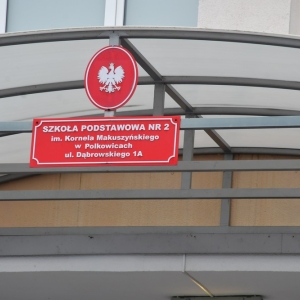 SZKOŁA PODSTAWOWA NR 2
im. Kornela Makuszyńskiego
w Polkowicach
ul. Dąbrowskiego 1A